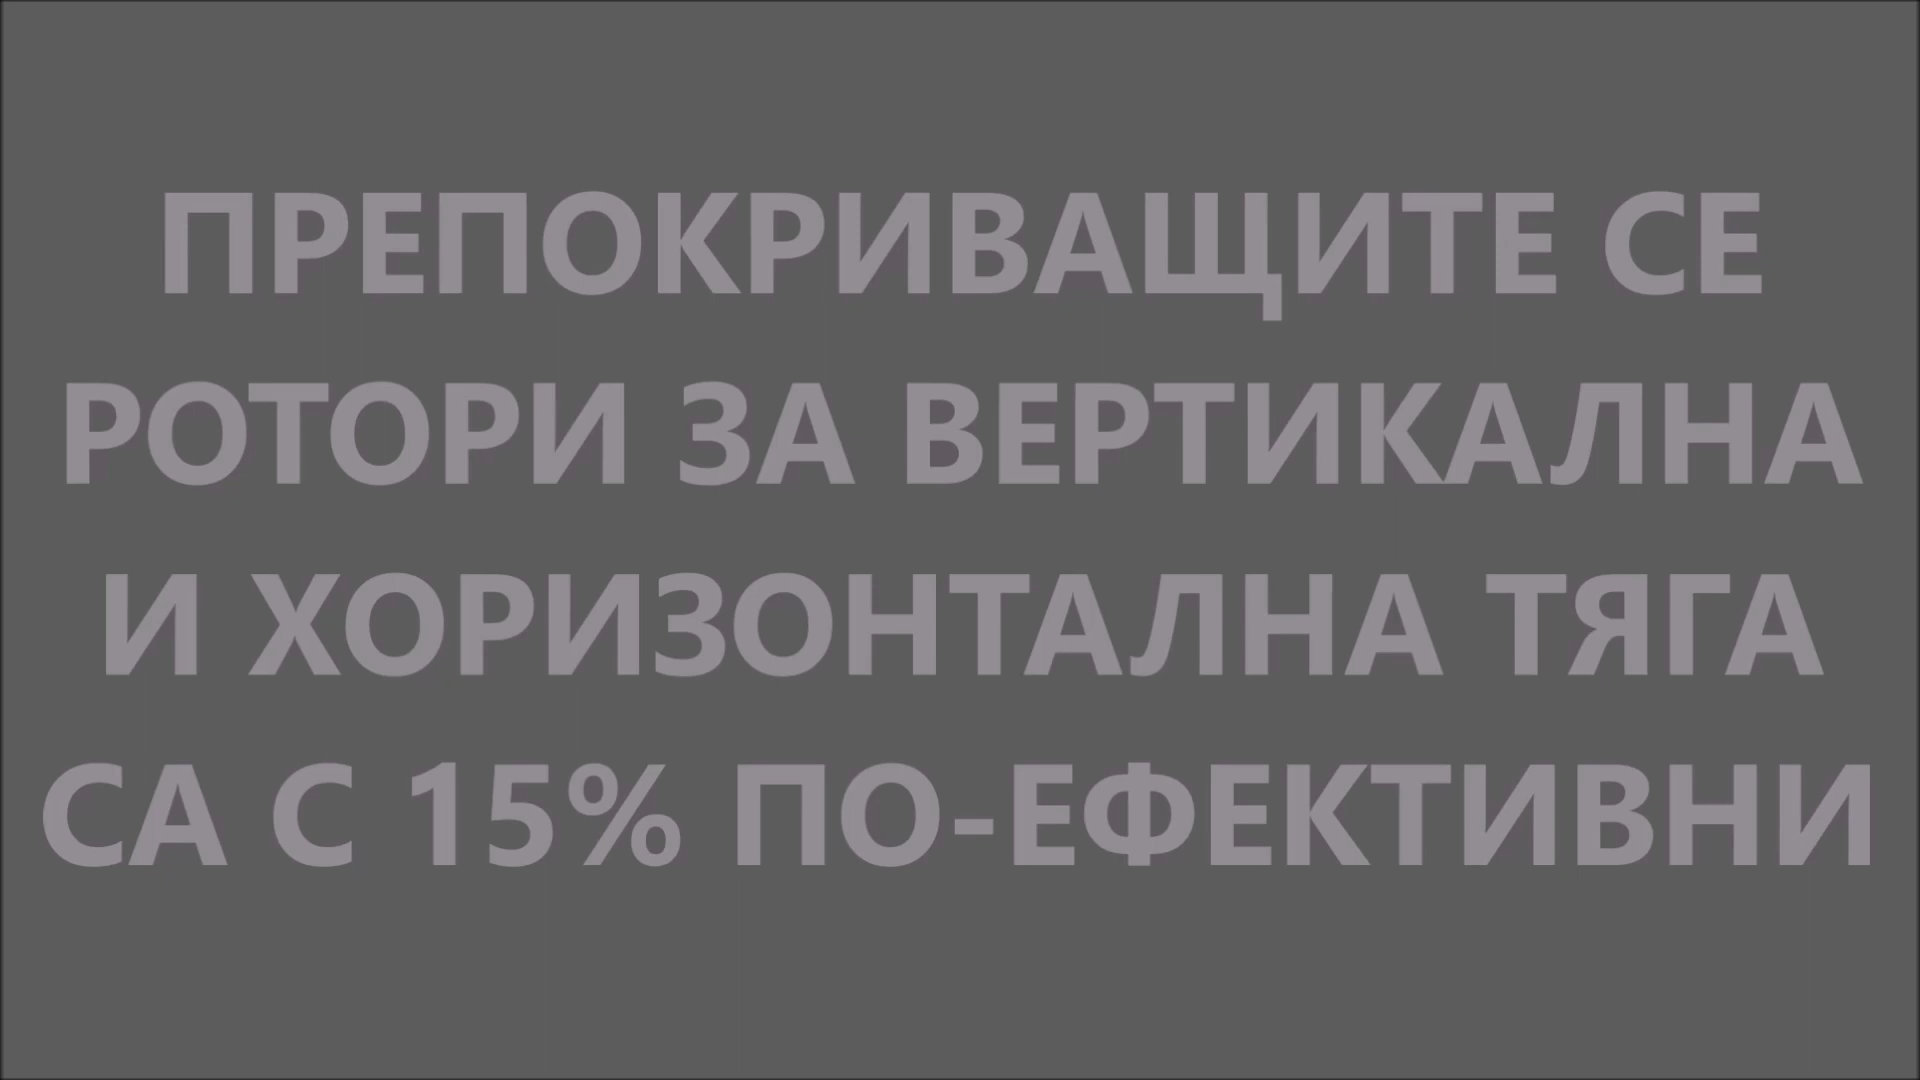 ПРЕПОКРИВАЩИТЕ СЕ
РОТОРИ ЗА ВЕРТИКАЛНА
И ХОРИЗОНТАЛНА ТЯГА
СА С 15% ПО-ЕФЕКТИВНИ